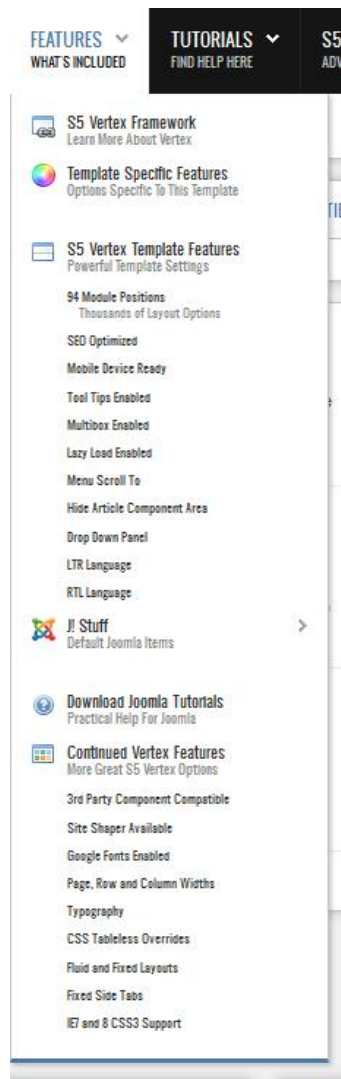 FEATURES
WHAT'S INCLUDED
TUTORIALS
FIND HELP HERE
S5
ADV
S5 Vertex Framework
Learn More About Vertex
Template Specific Features
Options Specific To This Template
S5 Vertex Template Features
Powerful Template Settings
94 Module Positions
Thousands of Layout Options
SEO Optimized
Mobile Device Ready
Tool Tips Enabled
Multibox Enabled
Lazy Load Enabled
Menu Scroll To
Hide Article Component Area
Drop Down Panel
LTR Language
RTL Language
J! Stuff
Default Joomla Items
Download Joomla Tutorials
Practical Help For Joomla
Continued Vertex Features
More Great S5 Vertex Options
3rd Party Component Compatible
Site Shaper Available
Google Fonts Enabled
Page, Row and Column Widths
Typography
CSS Tableless Overrides
Fluid and Fixed Layouts
Fixed Side Tabs
IE7 and 8 CSS3 Support